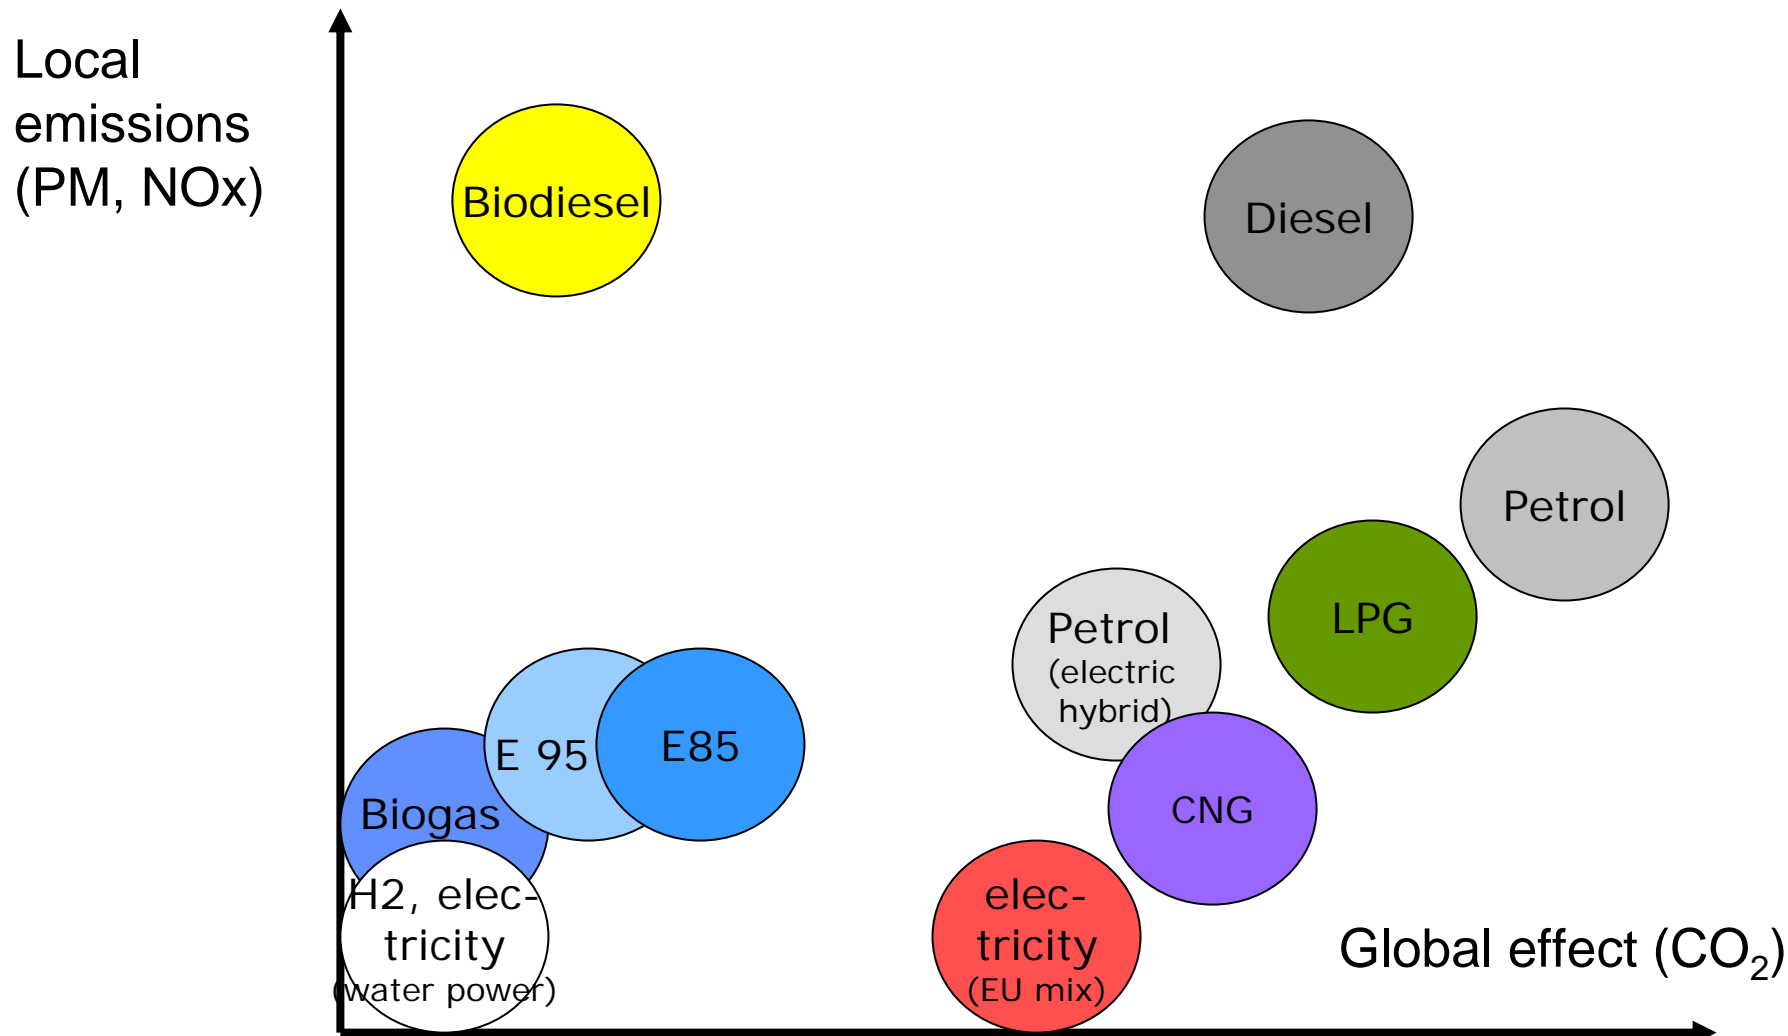 Local
emissions
(PM, NOx)
Biodiesel
Diesel
Petrol
LPG
Petrol
(electric
hybrid)
E 95
E85
CNG
Biogas
H2, elec-
tricity
(water power)
elec-
tricity
(EU mix)
Global effect (CO₂)